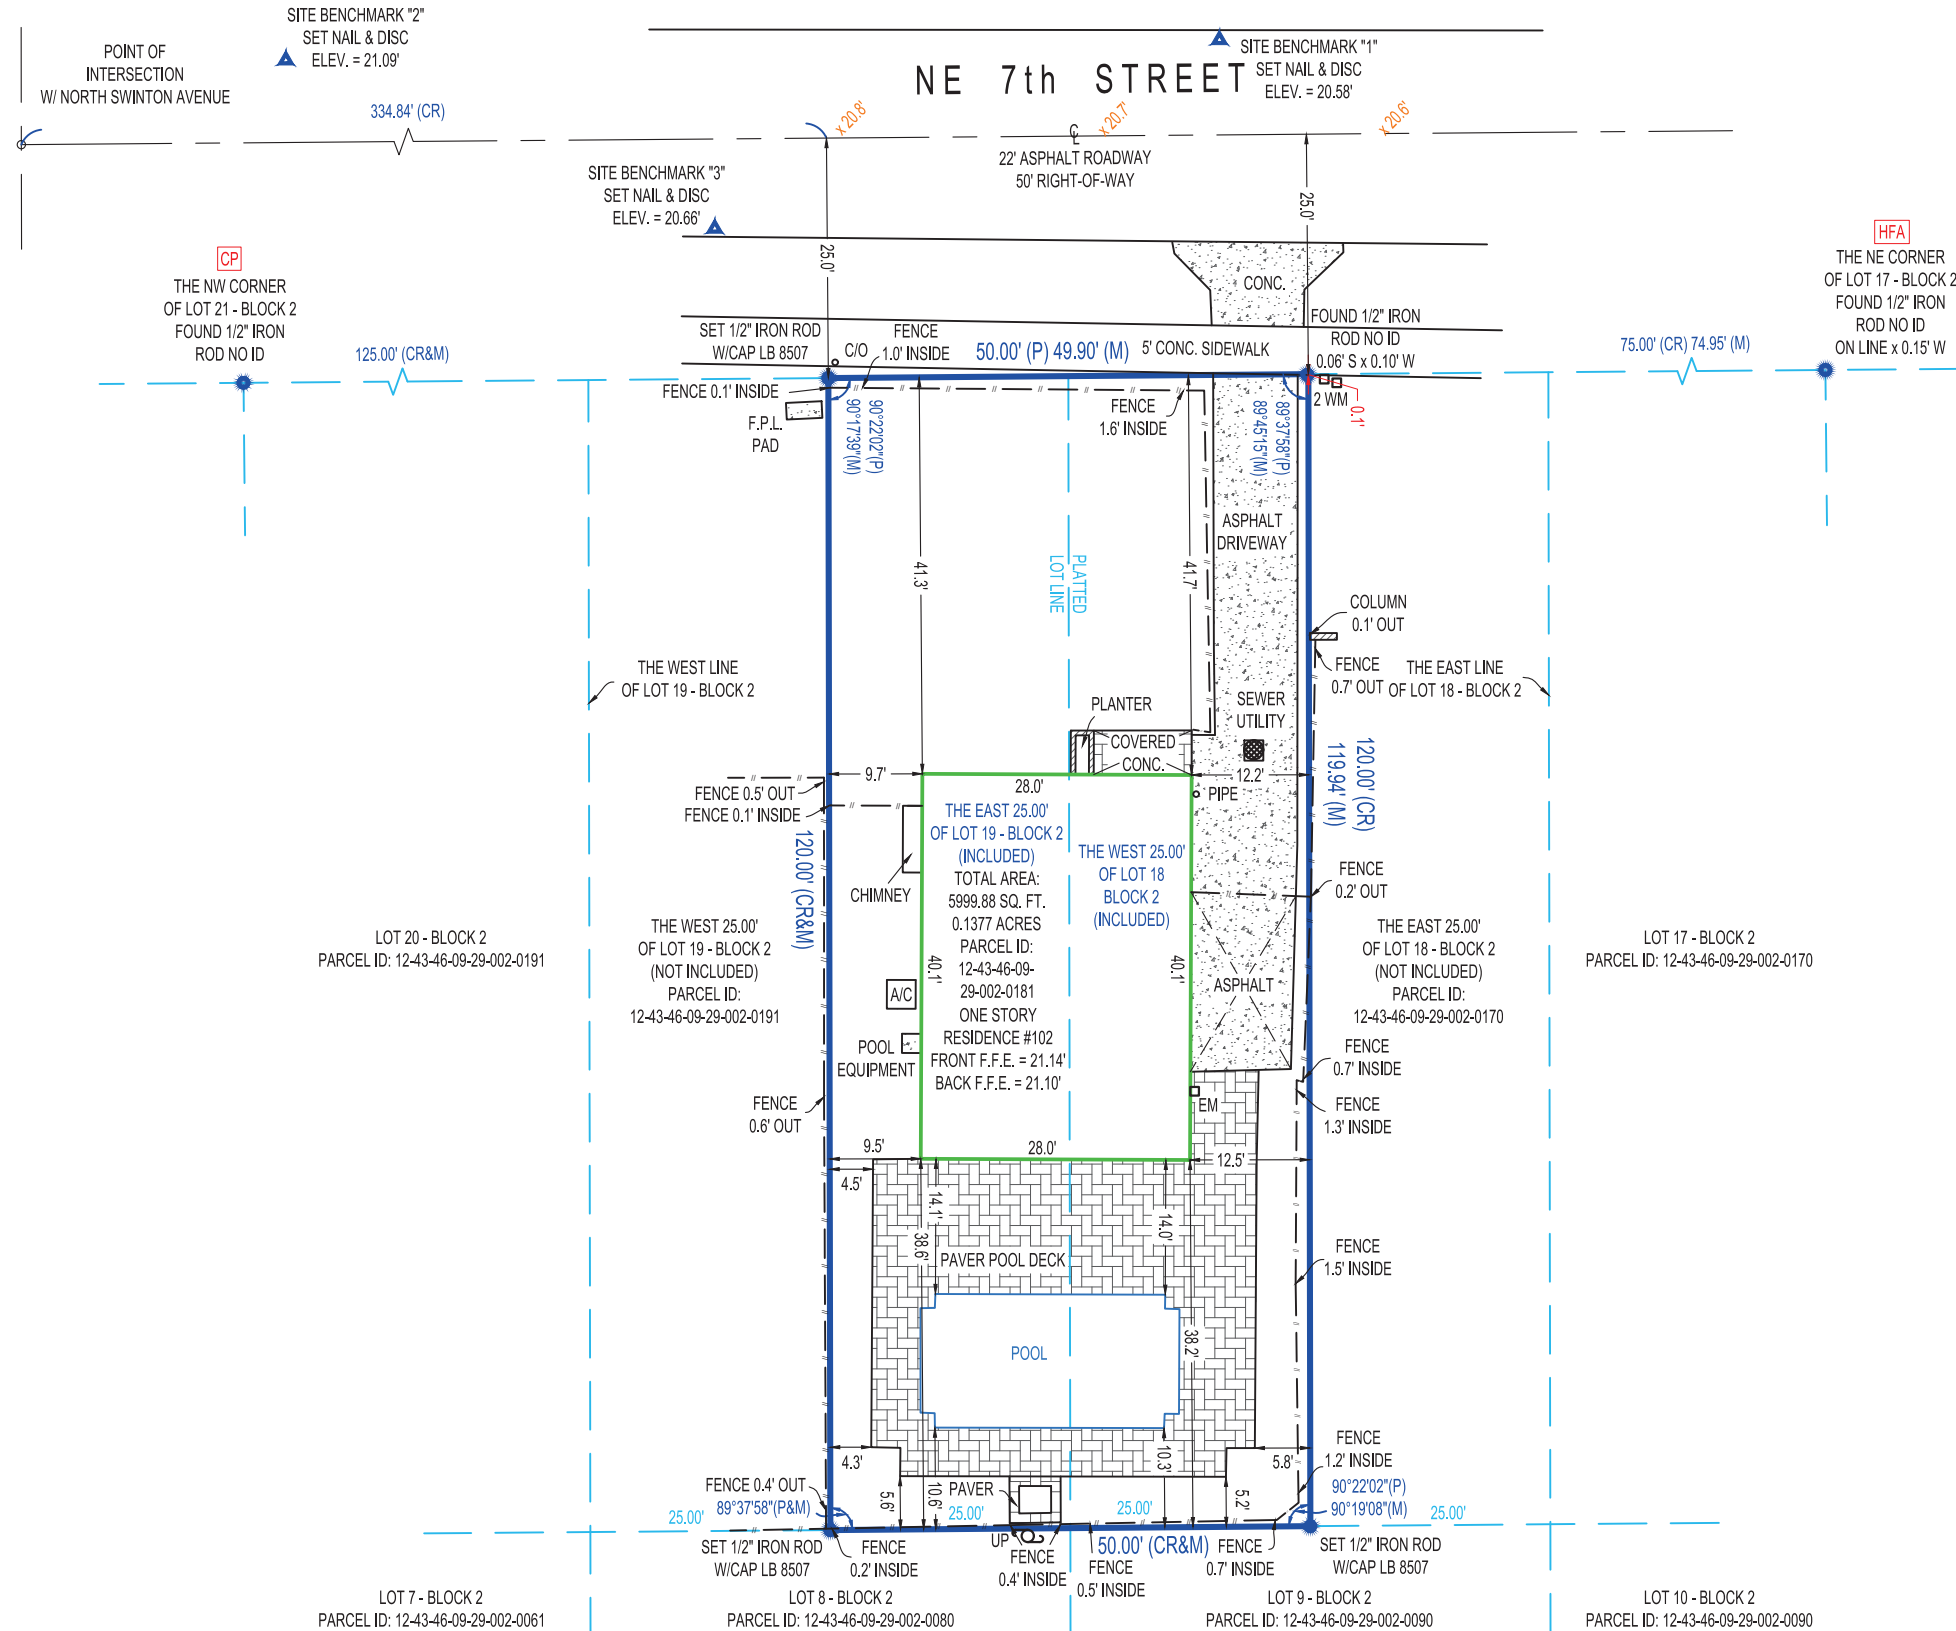 SITE BENCHMARK "2"
SET NAIL & DISC
ELEV. = 21.09'
POINT OF
INTERSECTION
W/ NORTH SWINTON AVENUE
334.84' (CR)
SITE BENCHMARK "1"
SET NAIL & DISC
ELEV. = 20.58'
NE 7th STREET
x 20.8'
x 20.7'
x 20.6'
CL
22' ASPHALT ROADWAY
50' RIGHT-OF-WAY
SITE BENCHMARK "3"
SET NAIL & DISC
ELEV. = 20.66'
25.0'
25.0'
CP
THE NW CORNER
OF LOT 21 - BLOCK 2
FOUND 1/2" IRON
ROD NO ID
HFA
THE NE CORNER
OF LOT 17 - BLOCK 2
FOUND 1/2" IRON
ROD NO ID
ON LINE x 0.15' W
CONC.
125.00' (CR&M)
SET 1/2" IRON ROD
W/CAP LB 8507
C/O
FENCE
1.0' INSIDE
50.00' (P) 49.90' (M)
5' CONC. SIDEWALK
FOUND 1/2" IRON
ROD NO ID
0.06' S x 0.10' W
75.00' (CR) 74.95' (M)
FENCE 0.1' INSIDE
F.P.L.
PAD
90°22'02"(P)
90°17'39"(M)
FENCE
1.6' INSIDE
89°37'58"(P)
89°45'15"(M)
2 WM
0.1'
ASPHALT
DRIVEWAY
41.3'
PLATTED
LOT LINE
41.7'
COLUMN
0.1' OUT
FENCE
0.7' OUT
THE WEST LINE
OF LOT 19 - BLOCK 2
THE EAST LINE
OF LOT 18 - BLOCK 2
PLANTER
SEWER
UTILITY
COVERED
CONC.
9.7'
28.0'
12.2'
PIPE
120.00' (CR)
119.94' (M)
FENCE 0.5' OUT
FENCE 0.1' INSIDE
120.00' (CR&M)
CHIMNEY
THE EAST 25.00'
OF LOT 19 - BLOCK 2
(INCLUDED)
TOTAL AREA:
5999.88 SQ. FT.
0.1377 ACRES
PARCEL ID:
12-43-46-09-
29-002-0181
ONE STORY
RESIDENCE #102
FRONT F.F.E. = 21.14'
BACK F.F.E. = 21.10'
THE WEST 25.00'
OF LOT 18
BLOCK 2
(INCLUDED)
FENCE
0.2' OUT
LOT 20 - BLOCK 2
PARCEL ID: 12-43-46-09-29-002-0191
THE WEST 25.00'
OF LOT 19 - BLOCK 2
(NOT INCLUDED)
PARCEL ID:
12-43-46-09-29-002-0191
40.1'
40.1'
ASPHALT
THE EAST 25.00'
OF LOT 18 - BLOCK 2
(NOT INCLUDED)
PARCEL ID:
12-43-46-09-29-002-0170
LOT 17 - BLOCK 2
PARCEL ID: 12-43-46-09-29-002-0170
A/C
POOL
EQUIPMENT
FENCE
0.7' INSIDE
FENCE
0.6' OUT
EM
FENCE
1.3' INSIDE
9.5'
28.0'
12.5'
4.5'
14.1'
38.6'
14.0'
PAVER POOL DECK
FENCE
1.5' INSIDE
POOL
38.2'
4.3'
10.3'
5.8'
FENCE
1.2' INSIDE
FENCE 0.4' OUT
89°37'58"(P&M)
5.6'
10.6'
PAVER
5.2'
90°22'02"(P)
90°19'08"(M)
25.00'
25.00'
25.00'
25.00'
SET 1/2" IRON ROD
W/CAP LB 8507
FENCE
0.2' INSIDE
UP
FENCE
0.4' INSIDE
50.00' (CR&M)
FENCE
0.5' INSIDE
FENCE
0.7' INSIDE
SET 1/2" IRON ROD
W/CAP LB 8507
LOT 7 - BLOCK 2
PARCEL ID: 12-43-46-09-29-002-0061
LOT 8 - BLOCK 2
PARCEL ID: 12-43-46-09-29-002-0080
LOT 9 - BLOCK 2
PARCEL ID: 12-43-46-09-29-002-0090
LOT 10 - BLOCK 2
PARCEL ID: 12-43-46-09-29-002-0090